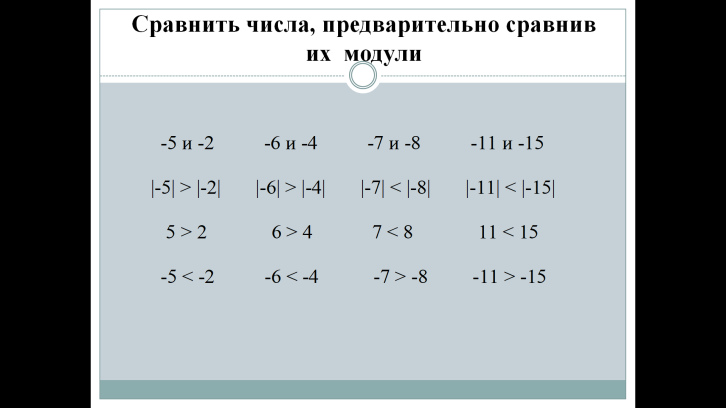 Сравнить числа, предварительно сравнив
их модули
-5 и -2 -6 и -4 -7 и -8 -11 и -15
|-5| > |-2| |-6| > |-4| |-7| < |-8| |-11| < |-15|
5 > 2 6 > 4 7 < 8 11 < 15
-5 < -2 -6 < -4 -7 > -8 -11 > -15